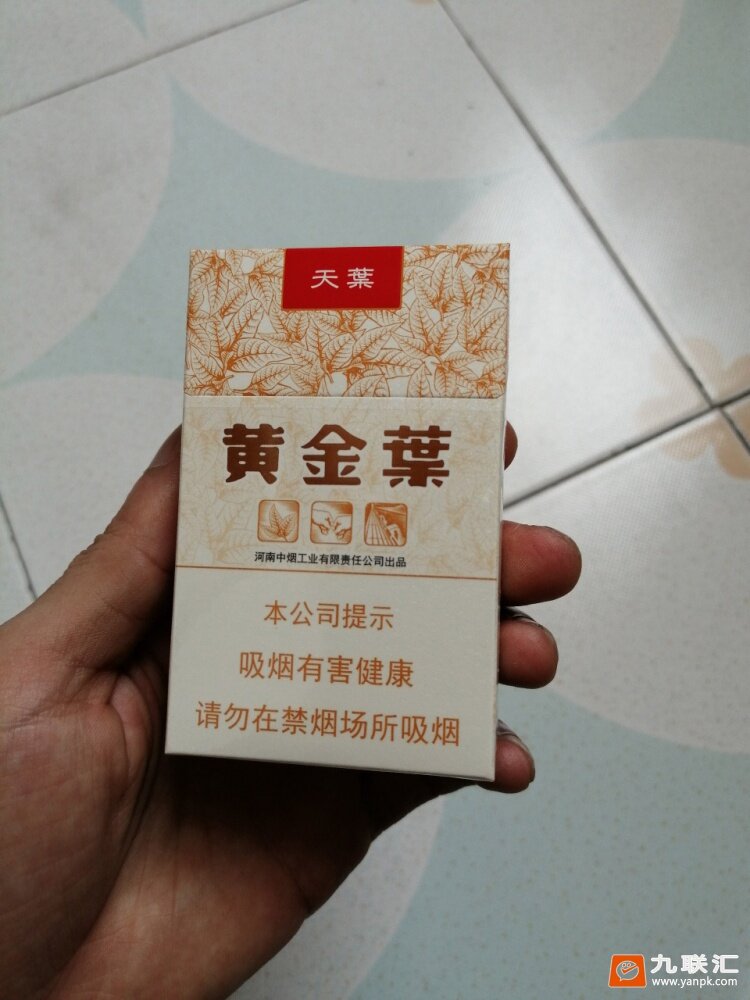 天葉
黄金葉
河南中烟工业有限责任公司出品
本公司提示
吸烟有害健康
请勿在禁烟场所吸烟
九联汇
www.yanpk.com